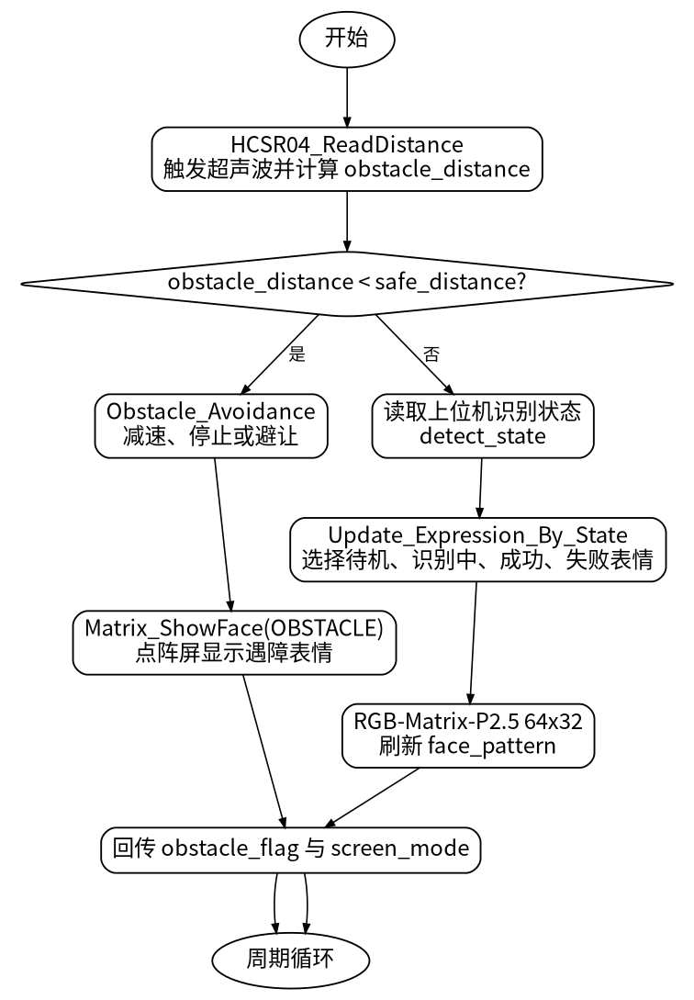 开始
HCSR04_ReadDistance
触发超声波并计算 obstacle_distance
obstacle_distance < safe_distance?
是
否
Obstacle_Avoidance
减速、停止或避让
读取上位机识别状态
detect_state
Update_Expression_By_State
选择待机、识别中、成功、失败表情
Matrix_ShowFace(OBSTACLE)
点阵屏显示遇障表情
RGB-Matrix-P2.5 64x32
刷新 face_pattern
回传 obstacle_flag 与 screen_mode
周期循环